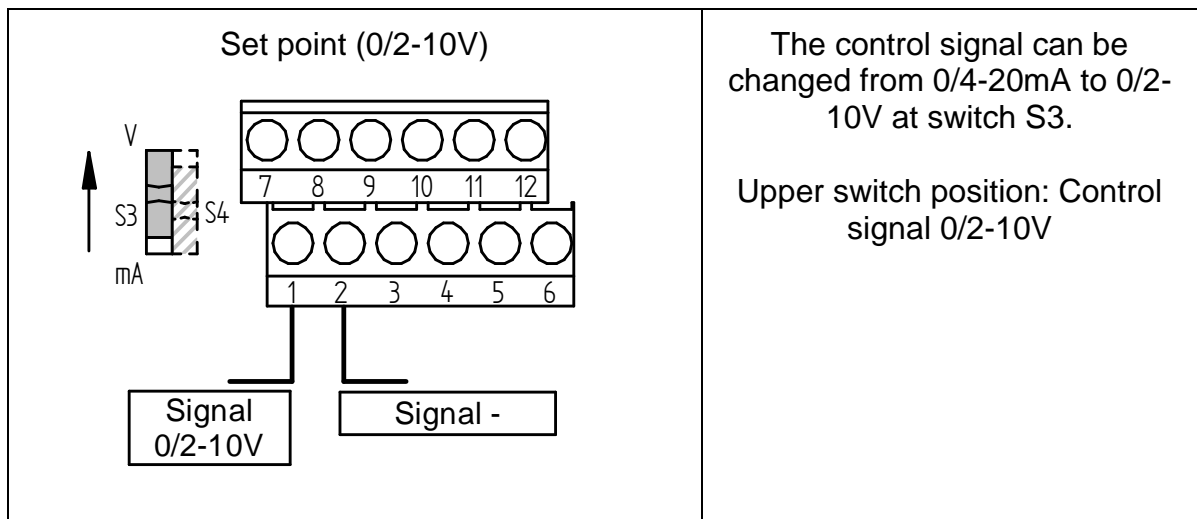 Set point (0/2-10V)
V
S3
S4
mA
7 8 9 10 11 12
1 2 3 4 5 6
Signal
0/2-10V
Signal -
The control signal can be
changed from 0/4-20mA to 0/2-
10V at switch S3.
Upper switch position: Control
signal 0/2-10V